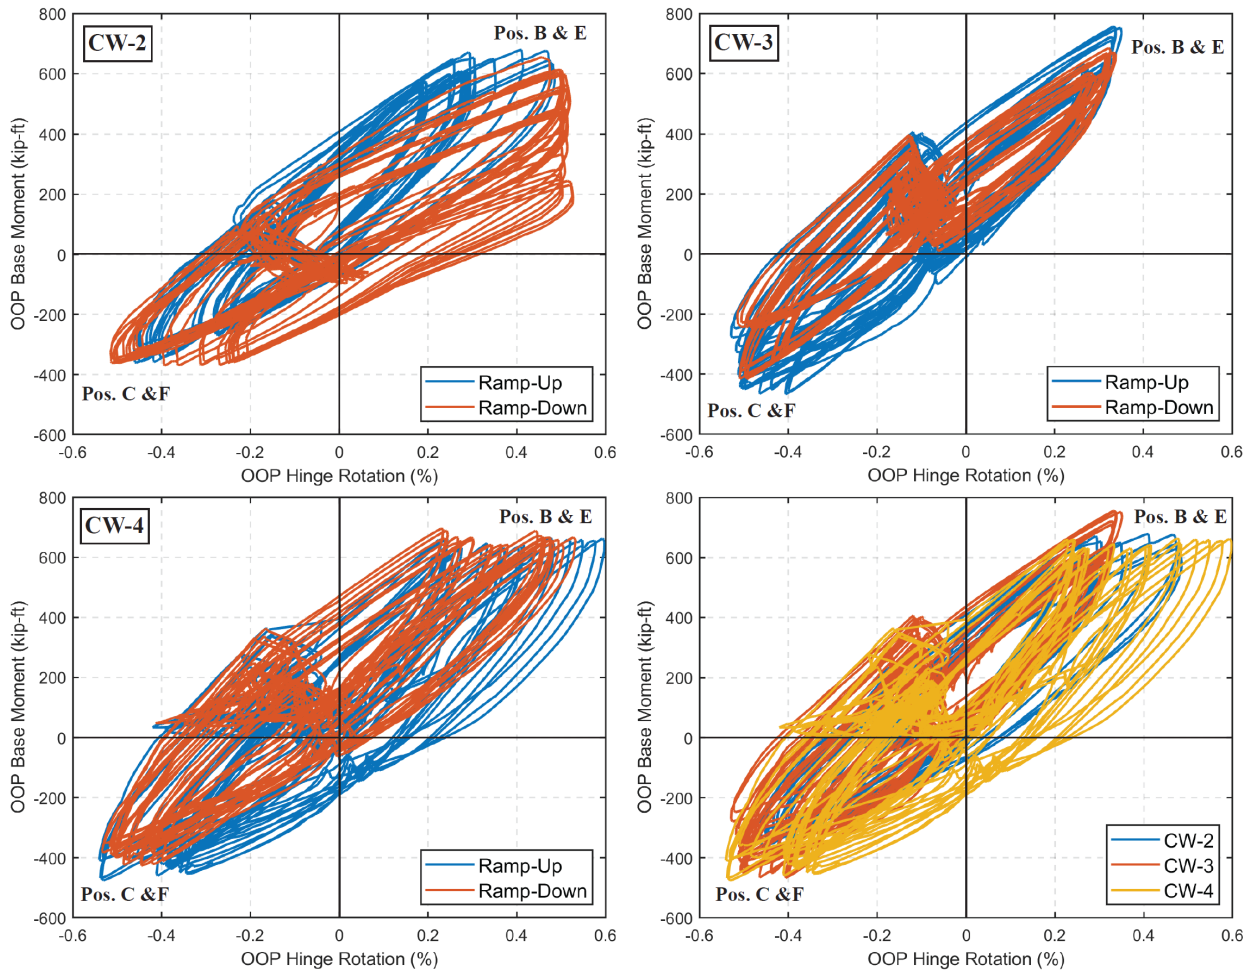 CW-2
Pos. B & E
800
600
400
200
0
-200
-400
-600
OOP Base Moment (kip-ft)
Pos. C &F
Ramp-Up
Ramp-Down
-0.6 -0.4 -0.2 0 0.2 0.4 0.6
OOP Hinge Rotation (%)
CW-3
Pos. B & E
800
600
400
200
0
-200
-400
-600
OOP Base Moment (kip-ft)
Pos. C &F
Ramp-Up
Ramp-Down
-0.6 -0.4 -0.2 0 0.2 0.4 0.6
OOP Hinge Rotation (%)
CW-4
Pos. B & E
800
600
400
200
0
-200
-400
-600
OOP Base Moment (kip-ft)
Pos. C &F
Ramp-Up
Ramp-Down
-0.6 -0.4 -0.2 0 0.2 0.4 0.6
OOP Hinge Rotation (%)
Pos. B & E
800
600
400
200
0
-200
-400
-600
OOP Base Moment (kip-ft)
Pos. C &F
CW-2
CW-3
CW-4
-0.6 -0.4 -0.2 0 0.2 0.4 0.6
OOP Hinge Rotation (%)